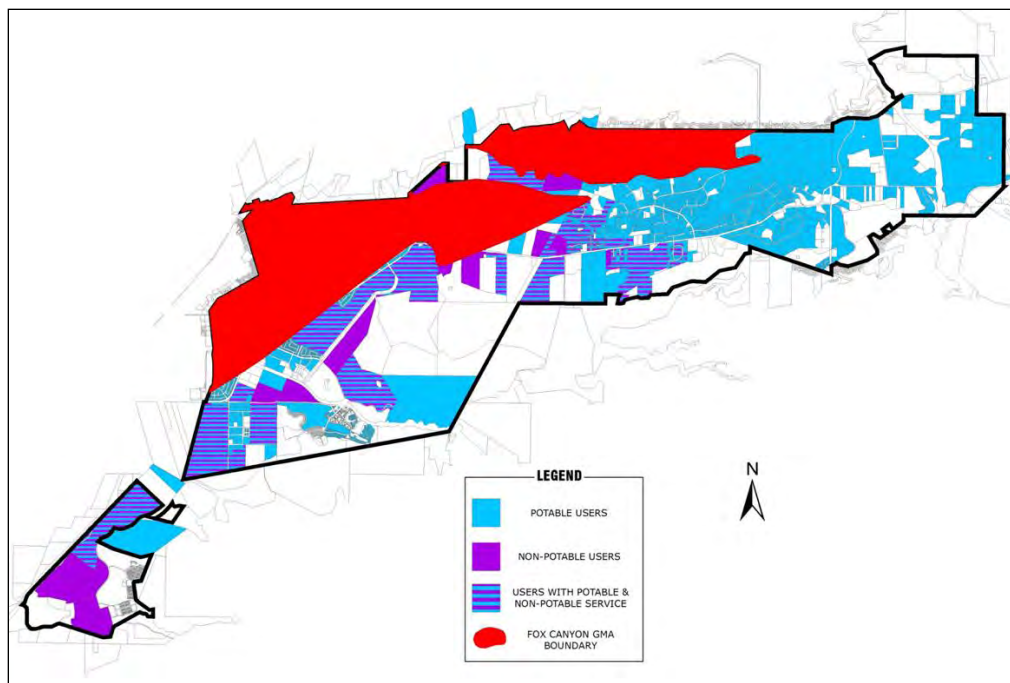 N
LEGEND
POTABLE USERS
NON-POTABLE USERS
USERS WITH POTABLE &
NON-POTABLE SERVICE
FOX CANYON GMA
BOUNDARY